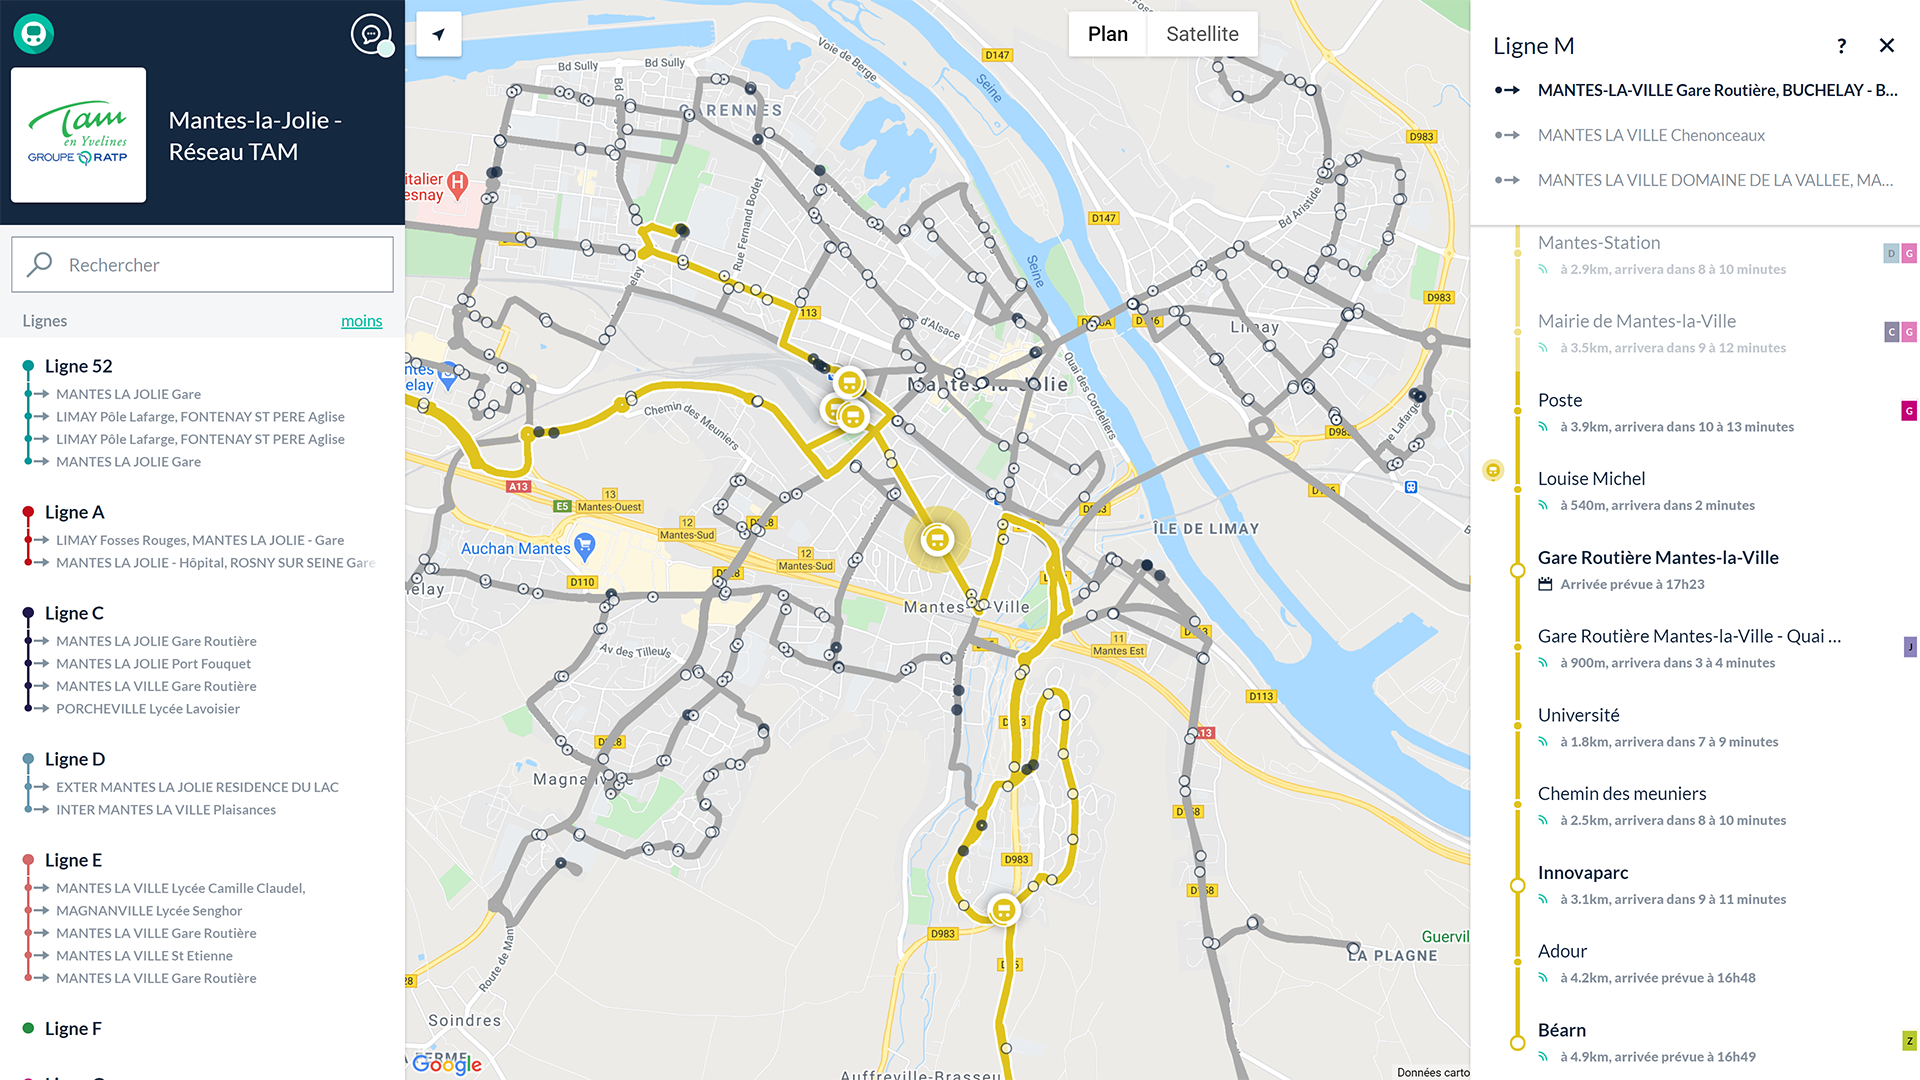 Tam
en Yvelines
GROUPE RATP
Mantes-la-Jolie -
Réseau TAM
Rechercher
Lignes
moins
Ligne 52
MANTES LA JOLIE Gare
LIMAY Pôle Lafarge, FONTENAY ST PERE Aglise
LIMAY Pôle Lafarge, FONTENAY ST PERE Aglise
MANTES LA JOLIE Gare
Ligne A
LIMAY Fosses Rouges, MANTES LA JOLIE - Gare
MANTES LA JOLIE - Hôpital, ROSNY SUR SEINE Gare
Ligne C
MANTES LA JOLIE Gare Routière
MANTES LA JOLIE Port Fouquet
MANTES LA VILLE Gare Routière
PORCHEVILLE Lycée Lavoisier
Ligne D
EXTER MANTES LA JOLIE RESIDENCE DU LAC
INTER MANTES LA VILLE Plaisances
Ligne E
MANTES LA VILLE Lycée Camille Claudel,
MAGNANVILLE Lycée Senghor
MANTES LA VILLE Gare Routière
MANTES LA VILLE St Etienne
MANTES LA VILLE Gare Routière
Ligne F
Plan
Satellite
Bd Sully
Bd Sully
Voie de Berge
D147
Seine
GARENNES
D983
italier
esnay
H
Rue Fernand Bodet
D147
Bd Aristide
Seine
D983
113
d'Alsace
Limay
Mantes-la-Jolie
Quai des Cordeliers
Chemin des Meuniers
A13
E5
13
Mantes-Ouest
12
Mantes-Sud
12
Mantes-Sud
ÎLE DE LIMAY
Auchan Mantes
D110
elay
Mantes-la-Ville
11
Mantes Est
Av des Tilleuls
D113
A13
Magnanville
D983
D983
Route de Mant
Guervil
LA PLAGNE
Soindres
Google
Auffreville-Brasseu
Données carto
Ligne M
?
MANTES-LA-VILLE Gare Routière, BUCHELAY - B...
MANTES LA VILLE Chenonceaux
MANTES LA VILLE DOMAINE DE LA VALLEE, MA...
Mantes-Station
D G
à 2.9km, arrivera dans 8 à 10 minutes
Mairie de Mantes-la-Ville
C G
à 3.5km, arrivera dans 9 à 12 minutes
Poste
G
à 3.9km, arrivera dans 10 à 13 minutes
Louise Michel
à 540m, arrivera dans 2 minutes
Gare Routière Mantes-la-Ville
Arrivée prévue à 17h23
Gare Routière Mantes-la-Ville - Quai ...
J
à 900m, arrivera dans 3 à 4 minutes
Université
à 1.8km, arrivera dans 7 à 9 minutes
Chemin des meuniers
à 2.5km, arrivera dans 8 à 10 minutes
Innovaparc
à 3.1km, arrivera dans 9 à 11 minutes
Adour
à 4.2km, arrivée prévue à 16h48
Béarn
Z
à 4.9km, arrivée prévue à 16h49